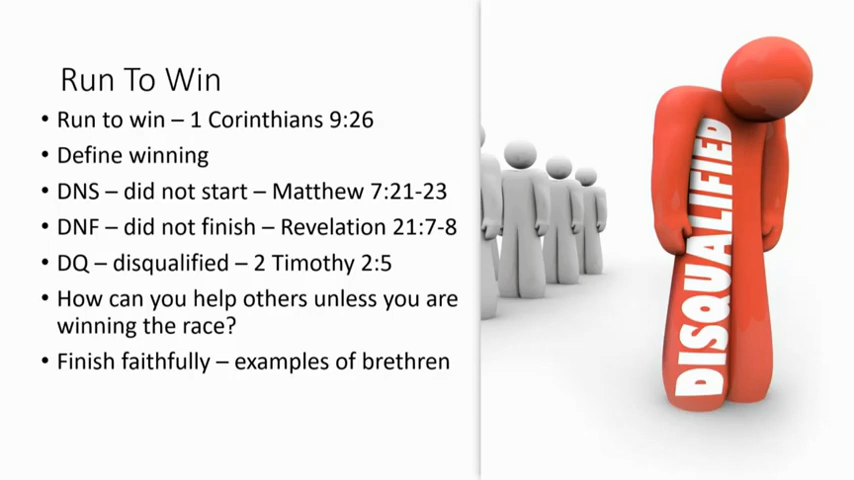 Run To Win
• Run to win – 1 Corinthians 9:26
• Define winning
• DNS – did not start – Matthew 7:21-23
• DNF – did not finish – Revelation 21:7-8
• DQ – disqualified – 2 Timothy 2:5
• How can you help others unless you are
winning the race?
• Finish faithfully – examples of brethren
DISQUALIFIED